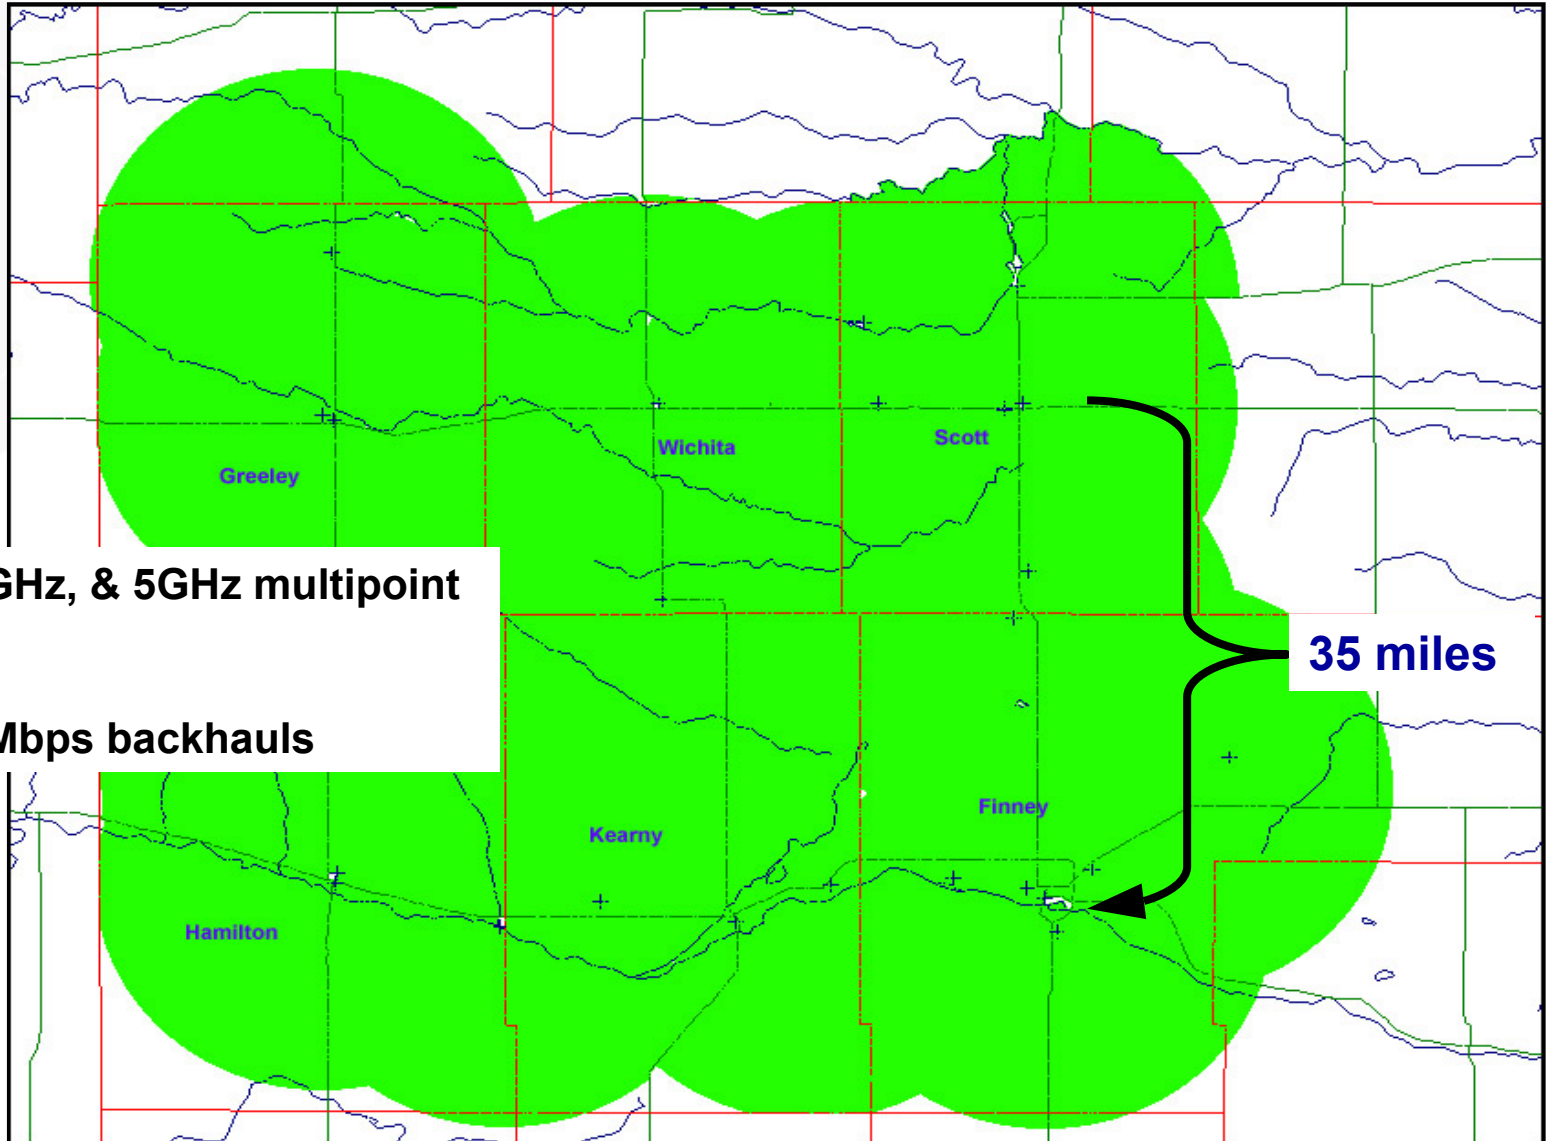 Wichita
Scott
Greeley
GHz, & 5GHz multipoint
35 miles
Mbps backhauls
Finney
Kearny
Hamilton